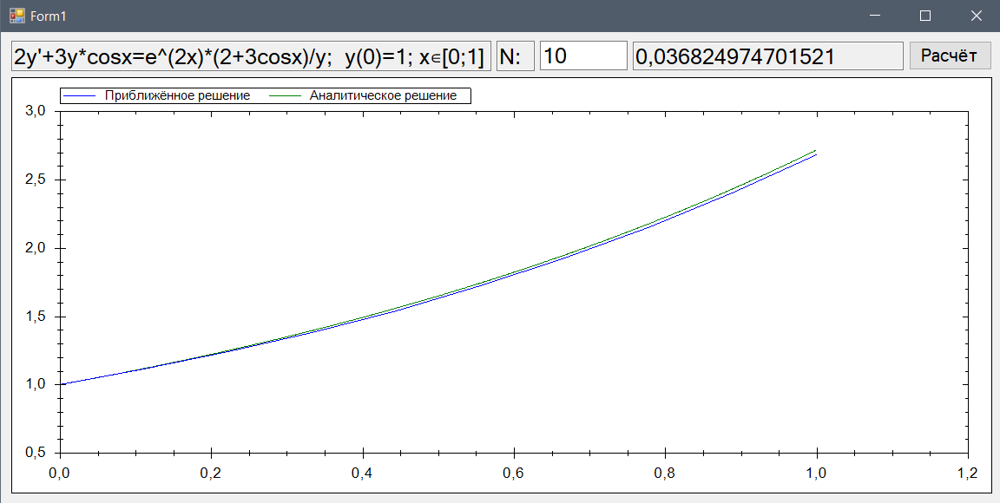 Form1
2y'+3y*cosx=e^(2x)*(2+3cosx)/y;  y(0)=1; x∈[0;1] N: 10 0,036824974701521 Расчёт
Приближённое решение Аналитическое решение
3,0
2,5
2,0
1,5
1,0
0,5
0,0 0,2 0,4 0,6 0,8 1,0 1,2